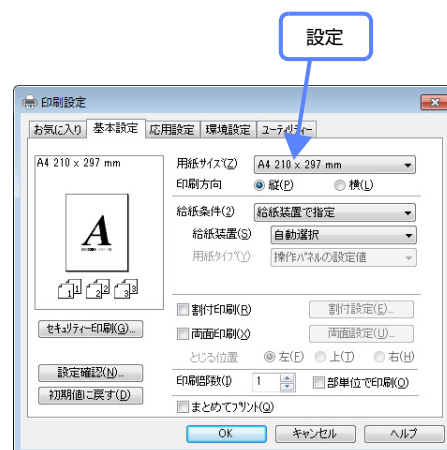 設定
印刷設定
お気に入り 基本設定 応用設定 環境設定 ユーティリティー
A4 210 x 297 mm
用紙サイズ(Z) A4 210 x 297 mm
印刷方向 縦(P) 横(L)
給紙条件(2) 給紙装置で指定
給紙装置(S) 自動選択
用紙タイプ(Y) 操作パネルの設定値
A
1 1 2 2 3 3
割付印刷(R) 割付設定(E)...
セキュリティー印刷(G)... 両面印刷(X) 両面設定(U)...
とじる位置 左(F) 上(T) 右(H)
設定確認(N)... 印刷部数(I) 1 部単位で印刷(O)
初期値に戻す(D)
まとめてプリント(Q)
OK キャンセル ヘルプ